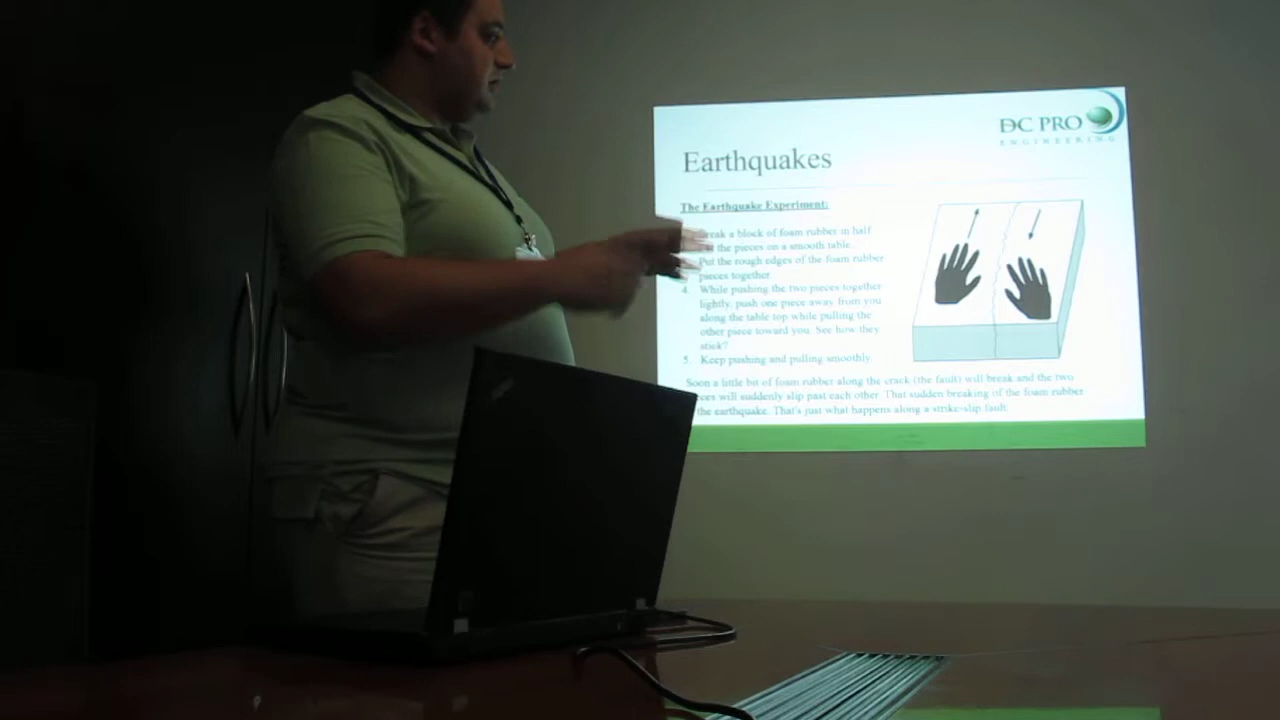 DC PRO
ENGINEERING
Earthquakes
The Earthquake Experiment:
Break a block of foam rubber in half
the pieces on a smooth table.
Put the rough edges of the foam rubber
pieces together.
4. While pushing the two pieces together
lightly, push one piece away from you
along the table top while pulling the
other piece toward you. See how they
stick?
5. Keep pushing and pulling smoothly.
Soon a little bit of foam rubber along the crack (the fault) will break and the two
will suddenly slip past each other. That sudden breaking of the foam rubber
the earthquake. That's just what happens along a strike-slip fault.